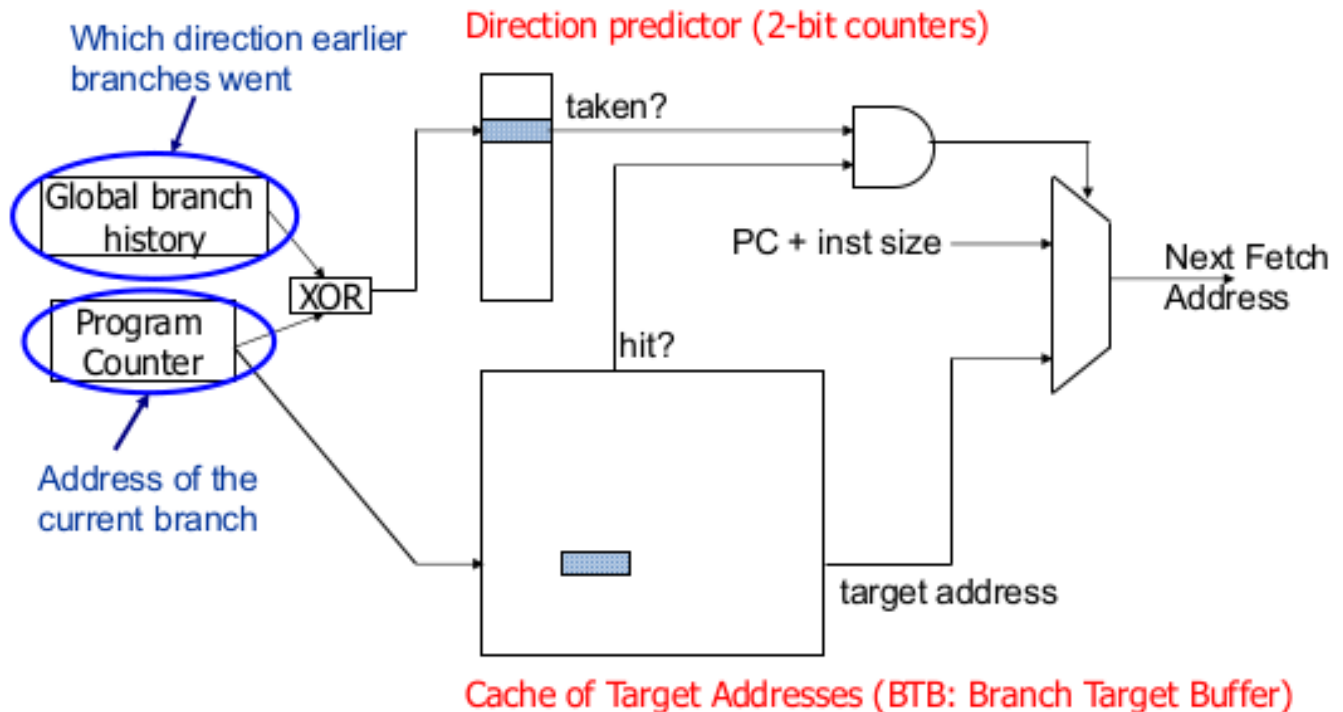 Direction predictor (2-bit counters)
Which direction earlier
branches went
taken?
Global branch
history
PC + inst size
Next Fetch
Address
XOR
Program
Counter
hit?
Address of the
current branch
target address
Cache of Target Addresses (BTB: Branch Target Buffer)